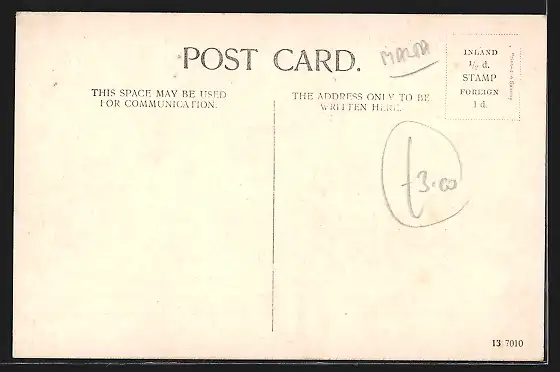 POST CARD.
MALTA
THIS SPACE MAY BE USED
FOR COMMUNICATION.
THE ADDRESS ONLY TO BE
WRITTEN HERE.
INLAND
½ d.
STAMP
FOREIGN
1 d.
Printed in Saxony
£3.00
13 7010